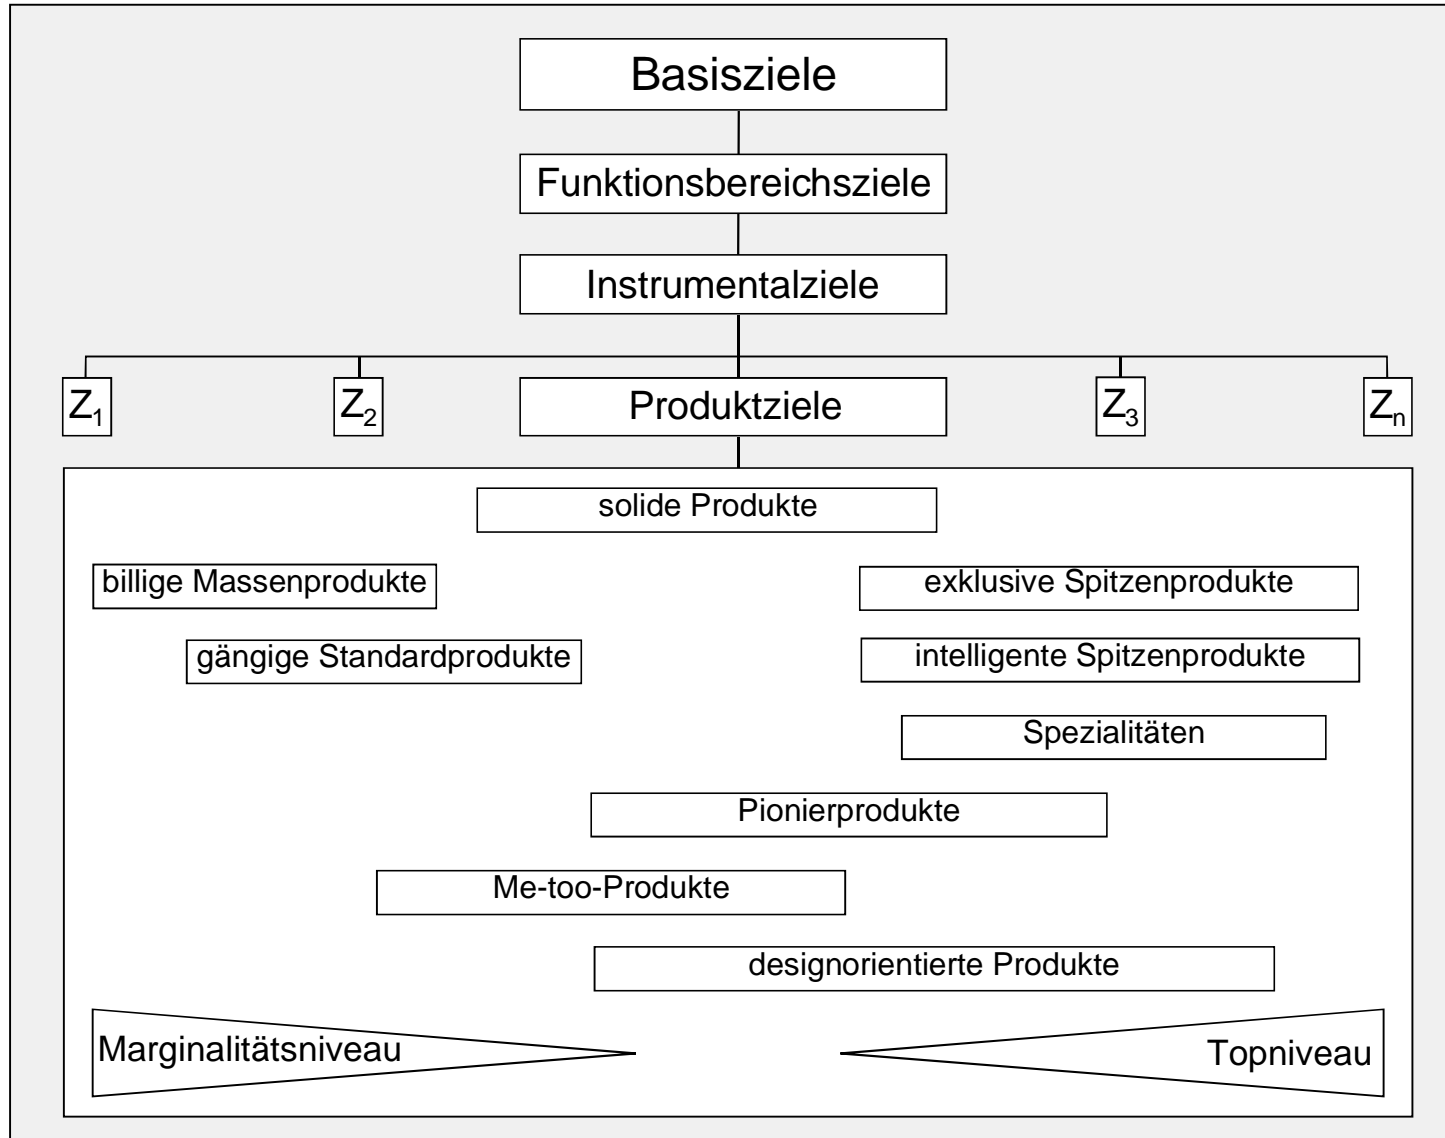 Basisziele
Funktionsbereichsziele
Instrumentalziele
Z₁ Z₂ Produktziele Z₃ Zₙ
solide Produkte
billige Massenprodukte exklusive Spitzenprodukte
gängige Standardprodukte intelligente Spitzenprodukte
Spezialitäten
Pionierprodukte
Me-too-Produkte
designorientierte Produkte
Marginalitätsniveau Topniveau